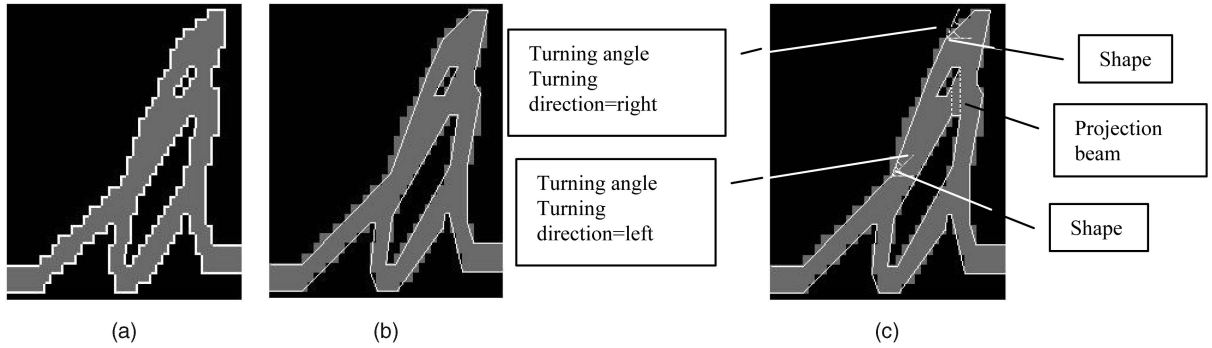 Turning angle
Turning
direction=right
Turning angle
Turning
direction=left
Shape
Projection
beam
Shape
(a)
(b)
(c)